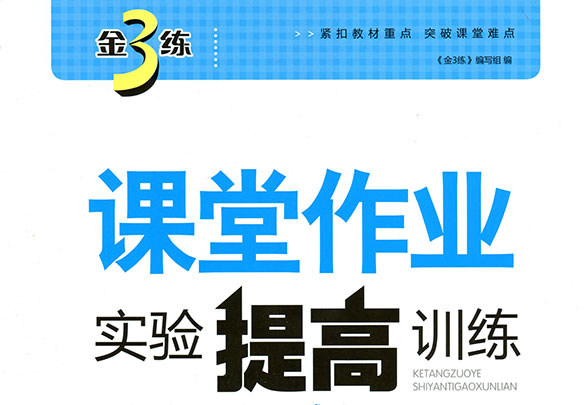 金3练
>> 紧扣教材重点 突破课堂难点
《金3练》编写组 编
课堂作业
实验提高训练
KETANGZUOYE
SHIYANTIGAOXUNLIAN